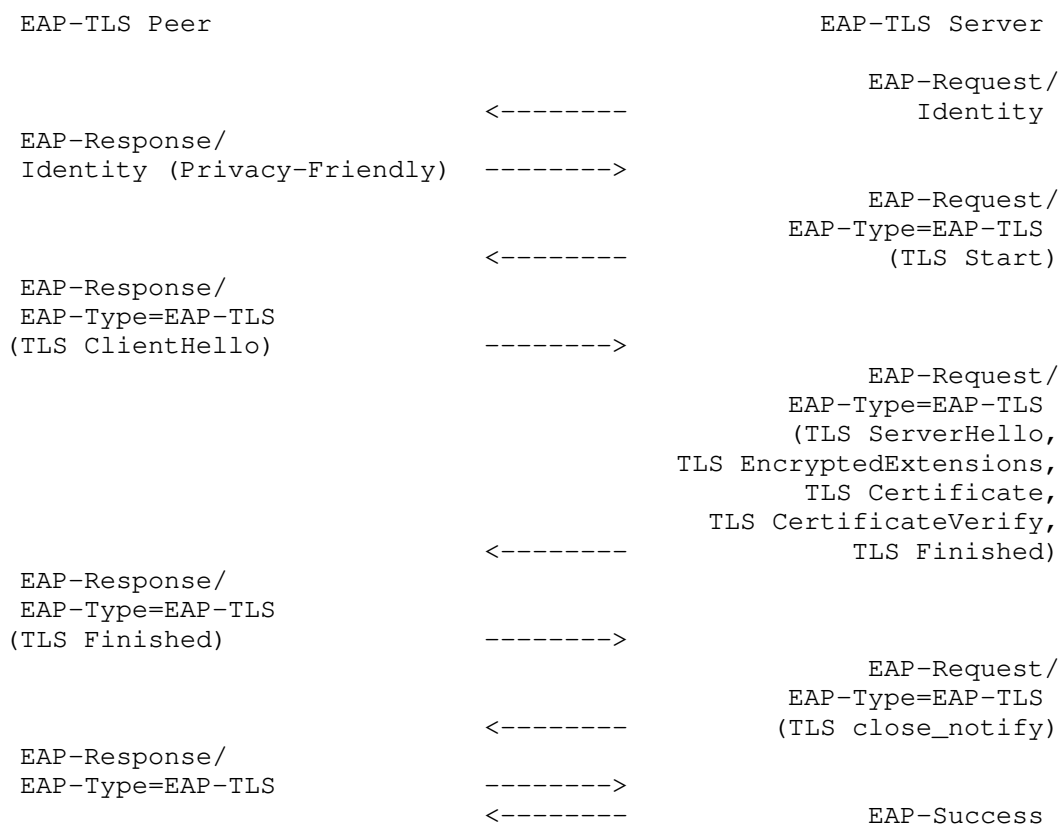 EAP-TLS Peer                                      EAP-TLS Server
EAP-Request/
<--------                   Identity
EAP-Response/
Identity (Privacy-Friendly)  -------->
EAP-Request/
EAP-Type=EAP-TLS
<--------                (TLS Start)
EAP-Response/
EAP-Type=EAP-TLS
(TLS ClientHello)             -------->
EAP-Request/
EAP-Type=EAP-TLS
(TLS ServerHello,
TLS EncryptedExtensions,
TLS Certificate,
TLS CertificateVerify,
<--------              TLS Finished)
EAP-Response/
EAP-Type=EAP-TLS
(TLS Finished)                -------->
EAP-Request/
EAP-Type=EAP-TLS
<--------         (TLS close_notify)
EAP-Response/
EAP-Type=EAP-TLS             -------->
<--------               EAP-Success